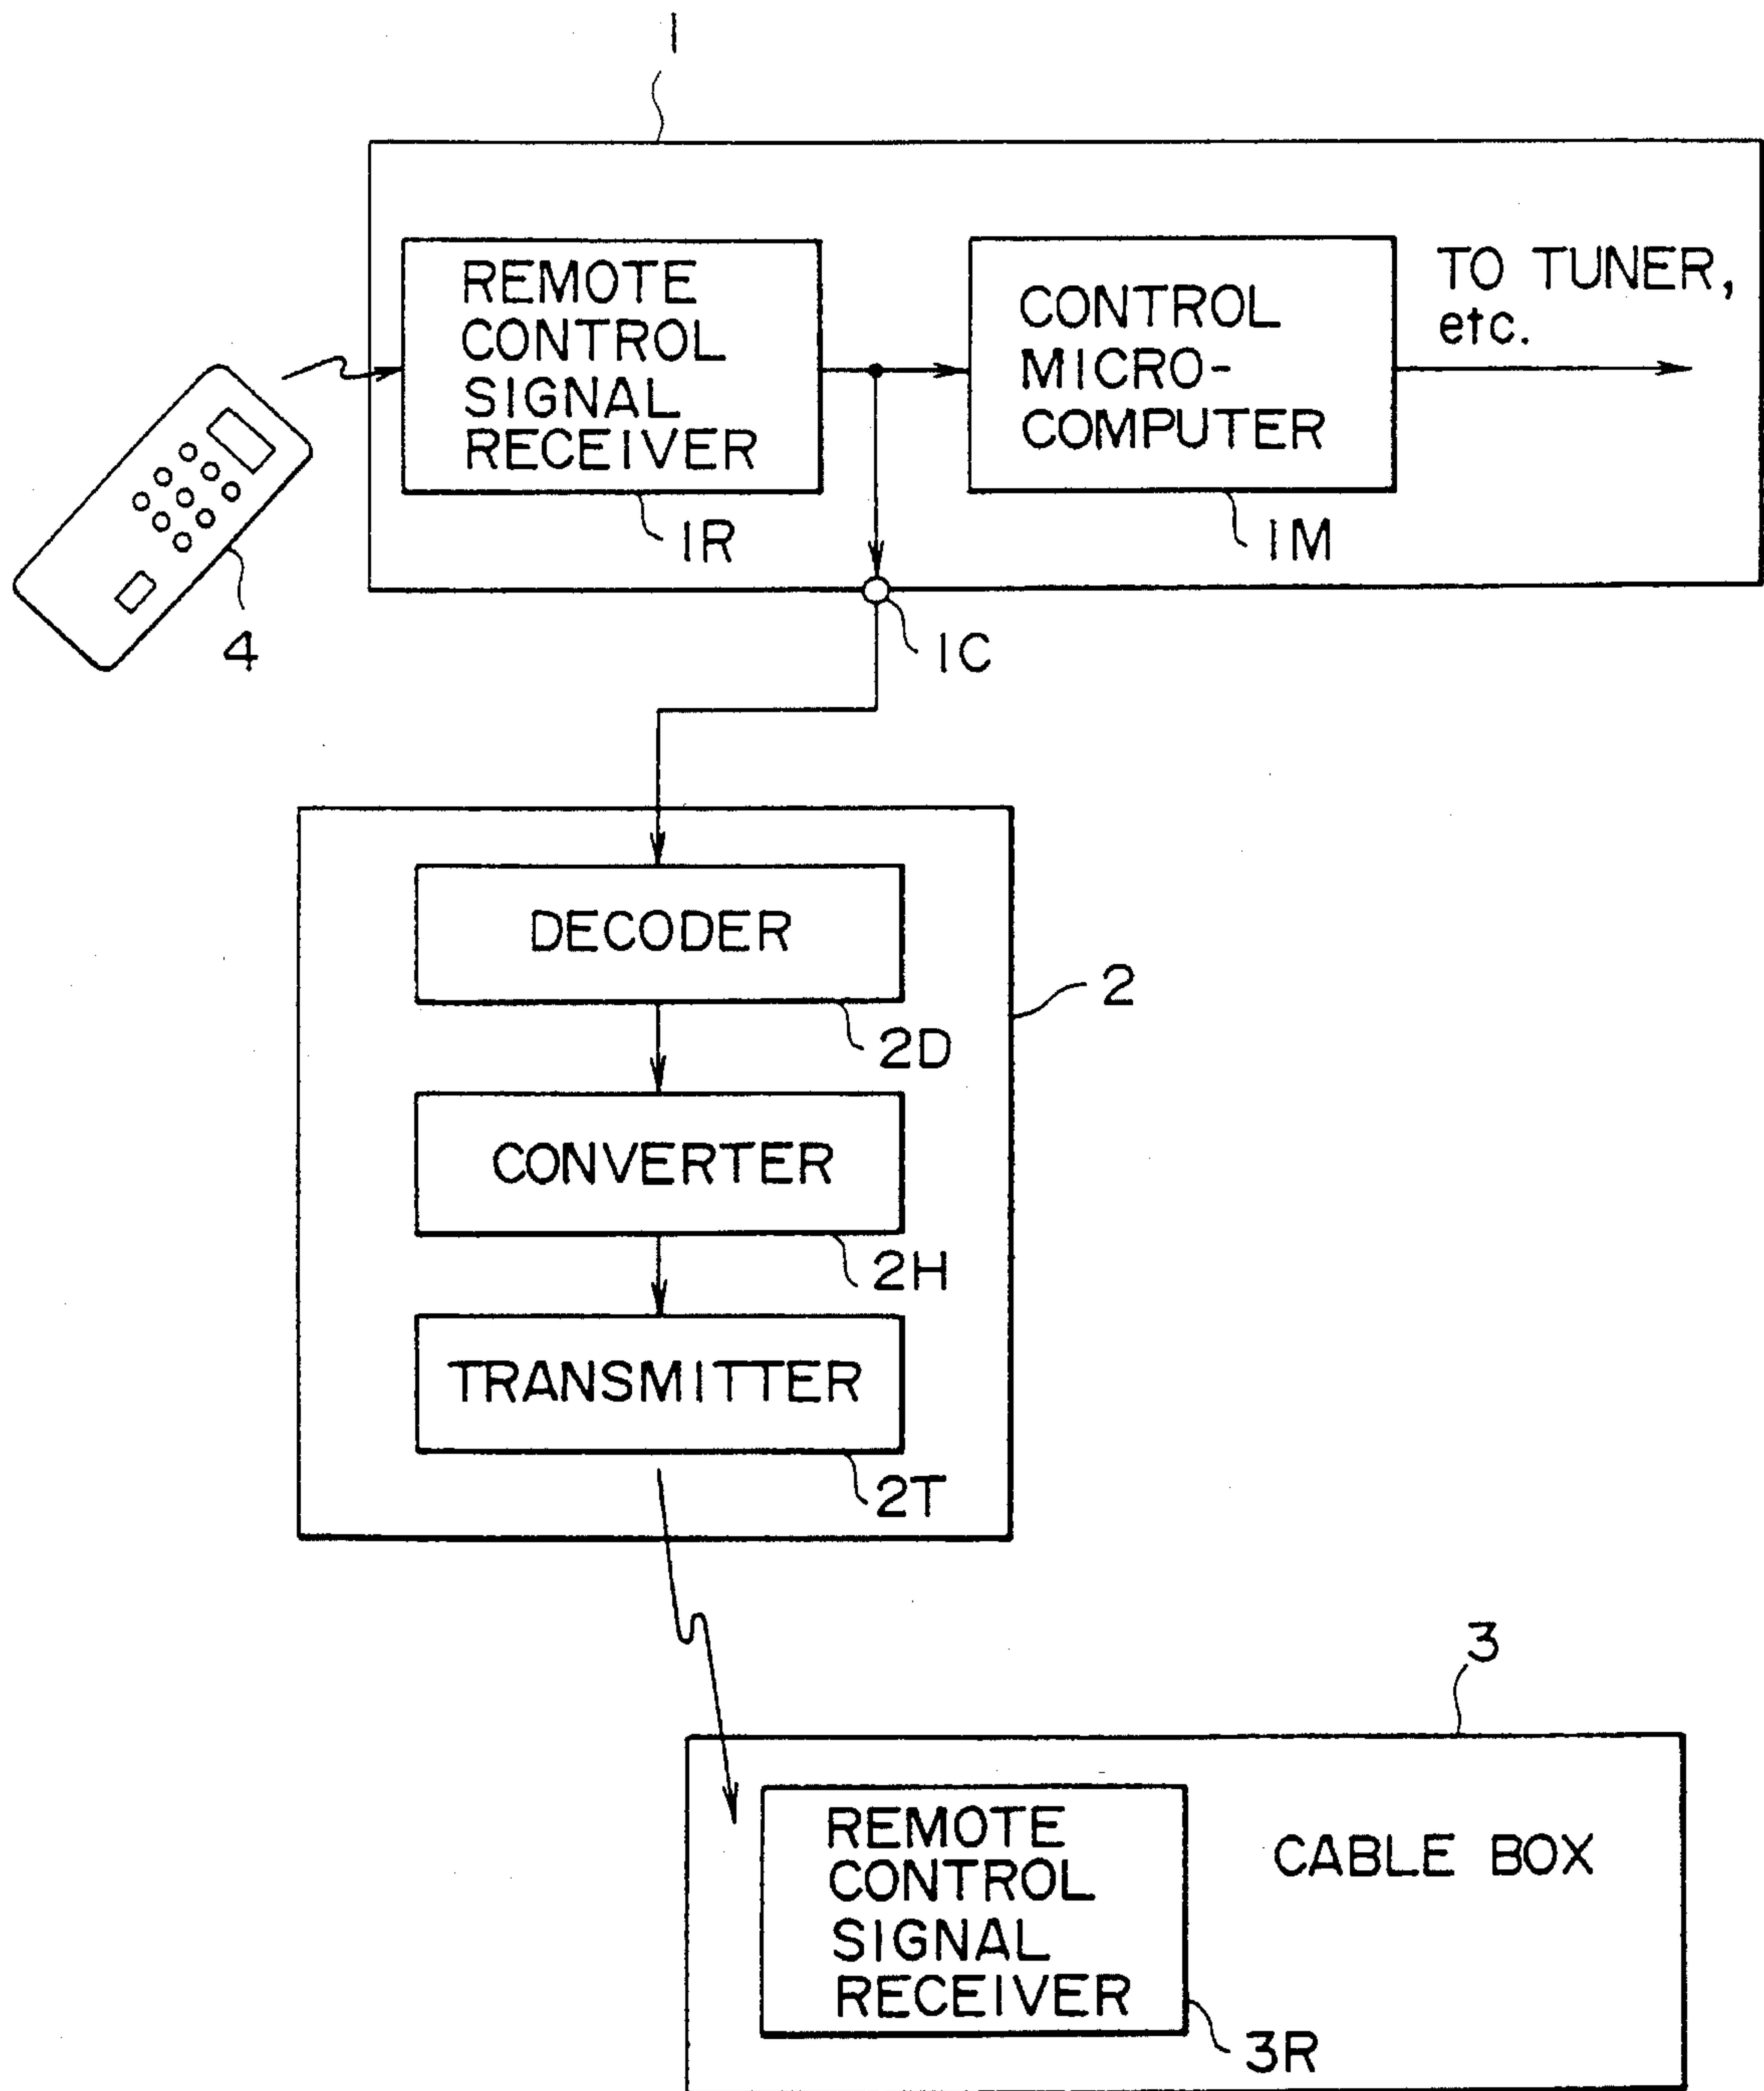 1
REMOTE
CONTROL
SIGNAL
RECEIVER
1R
CONTROL
MICRO-
COMPUTER
1M
TO TUNER,
etc.
4
1C
2
DECODER
2D
CONVERTER
2H
TRANSMITTER
2T
3
REMOTE
CONTROL
SIGNAL
RECEIVER
3R
CABLE BOX